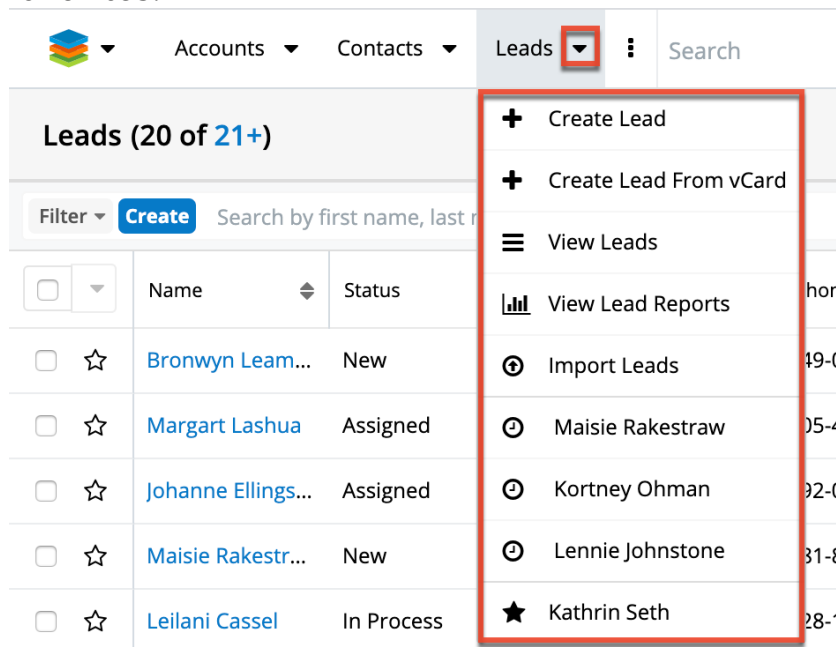 Accounts Contacts Leads Search
Leads (20 of 21+)
Filter Create Search by first name, last
Name Status
Bronwyn Leam... New
Margart Lashua Assigned
Johanne Ellings... Assigned
Maisie Rakestr... New
Leilani Cassel In Process
Create Lead
Create Lead From vCard
View Leads
View Lead Reports
Import Leads
Maisie Rakestraw
Kortney Ohman
Lennie Johnstone
Kathrin Seth